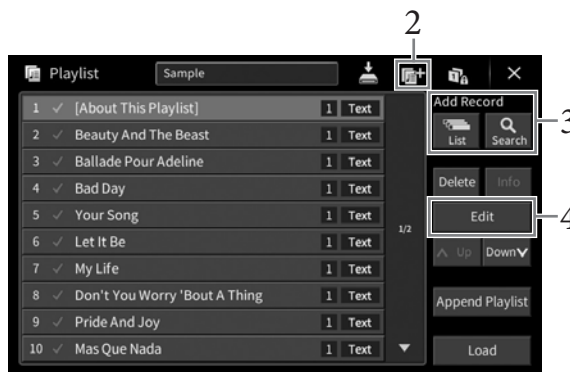 2
Playlist Sample
Add Record
List Search
3
1 [About This Playlist] 1 Text
2 Beauty And The Beast 1 Text
3 Ballade Pour Adeline 1 Text
4 Bad Day 1 Text
5 Your Song 1 Text
6 Let It Be 1 Text
7 My Life 1 Text
8 Don't You Worry 'Bout A Thing 1 Text
9 Pride And Joy 1 Text
10 Mas Que Nada 1 Text
1/2
Delete Info
Edit
4
Up Down
Append Playlist
Load